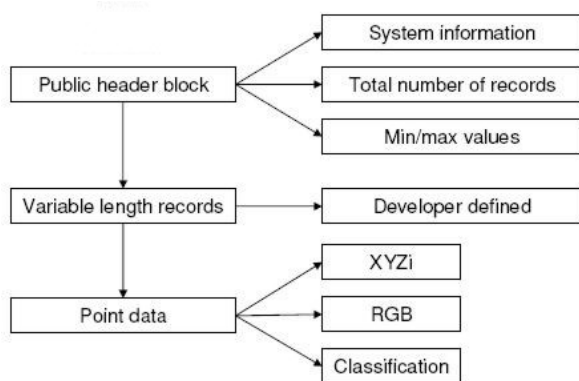 System information
Public header block
Total number of records
Min/max values
Variable length records
Developer defined
XYZi
Point data
RGB
Classification